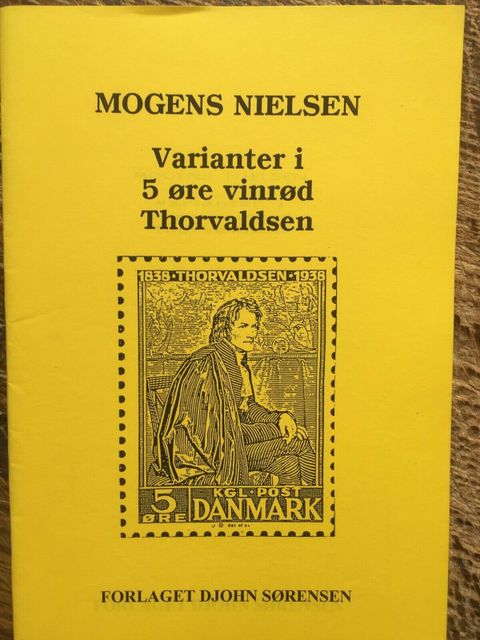 MOGENS NIELSEN
Varianter i
5 øre vinrød
Thorvaldsen
1838·THORVALDSEN·1938
5
ØRE
KGL·POST
DANMARK
FORLAGET DJOHN SØRENSEN